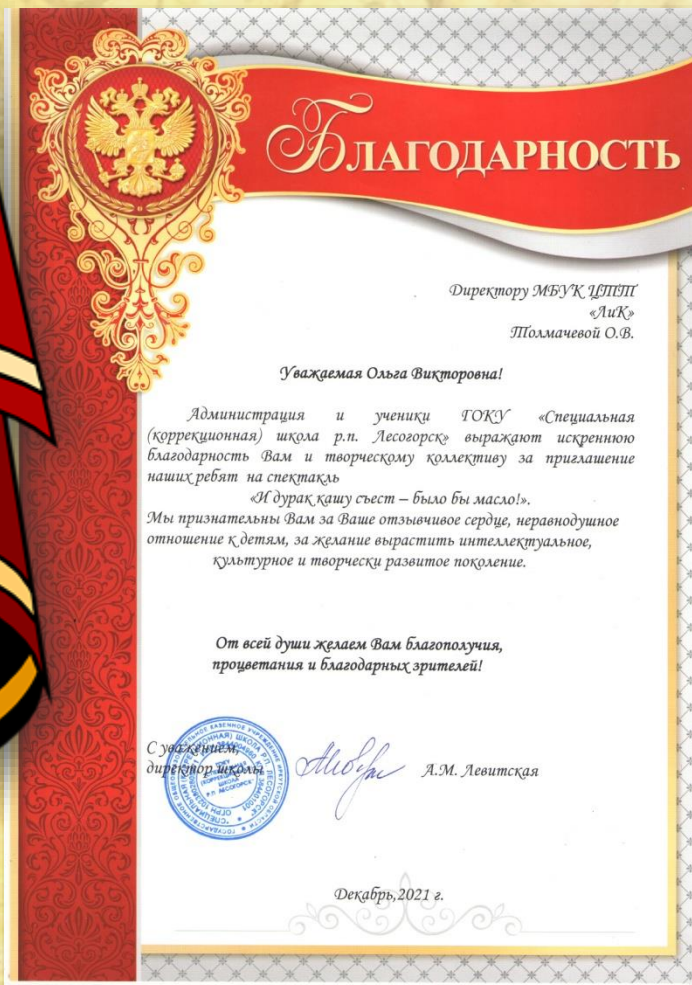 БЛАГОДАРНОСТЬ
Директору МБУК ЦТТ
«ЛиК»
Толмачевой О.В.
Уважаемая Ольга Викторовна!
Администрация и ученики ГОКУ «Специальная
(коррекционная) школа р.п. Лесогорск» выражают искреннюю
благодарность Вам и творческому коллективу за приглашение
наших ребят на спектакль
«И дурак кашу съест – было бы масло!».
Мы признательны Вам за Ваше отзывчивое сердце, неравнодушное
отношение к детям, за желание вырастить интеллектуальное,
культурное и творчески развитое поколение.
От всей души желаем Вам благополучия,
процветания и благодарных зрителей!
С уважением,
директор школы
А.М. Левитская
Декабрь,2021 г.